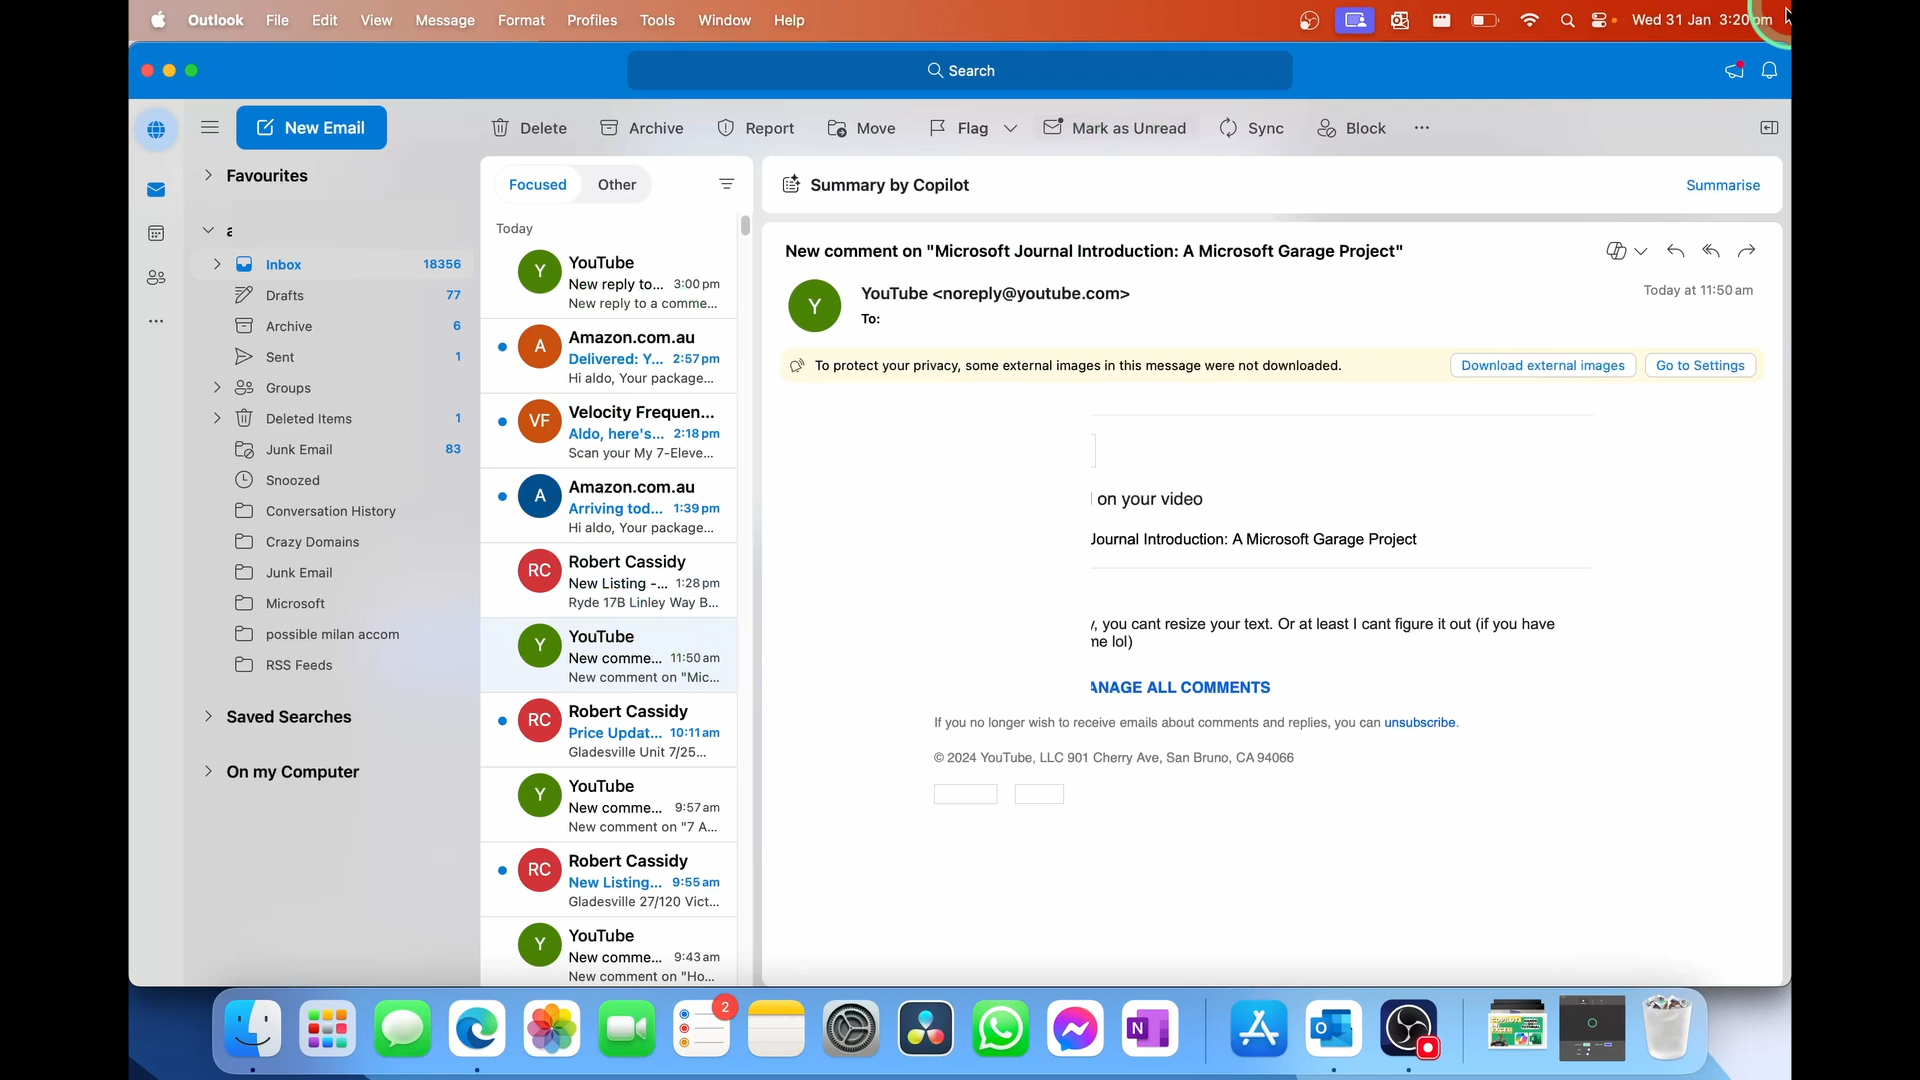 Outlook File Edit View Message Format Profiles Tools Window Help
Wed 31 Jan 3:20pm
Search
New Email
Delete Archive Report Move Flag Mark as Unread Sync Block
Favourites
Inbox 18356
Drafts 77
Archive 6
Sent 1
Groups
Deleted Items 1
Junk Email 83
Snoozed
Conversation History
Crazy Domains
Junk Email
Microsoft
possible milan accom
RSS Feeds
Saved Searches
On my Computer
Focused Other
Today
Y
YouTube
New reply to... 3:00 pm
New reply to a comme...
A
Amazon.com.au
Delivered: Y... 2:57 pm
Hi aldo, Your package...
VF
Velocity Frequen...
Aldo, here's... 2:18 pm
Scan your My 7-Eleve...
A
Amazon.com.au
Arriving tod... 1:39 pm
Hi aldo, Your package...
RC
Robert Cassidy
New Listing -... 1:28 pm
Ryde 17B Linley Way B...
Y
YouTube
New comme... 11:50 am
New comment on "Mic...
RC
Robert Cassidy
Price Updat... 10:11 am
Gladesville Unit 7/25...
Y
YouTube
New comme... 9:57 am
New comment on "7 A...
RC
Robert Cassidy
New Listing... 9:55 am
Gladesville 27/120 Vict...
Y
YouTube
New comme... 9:43 am
New comment on "Ho...
Summary by Copilot
Summarise
New comment on "Microsoft Journal Introduction: A Microsoft Garage Project"
Y
YouTube <noreply@youtube.com>
Today at 11:50 am
To:
To protect your privacy, some external images in this message were not downloaded.
Download external images
Go to Settings
on your video
Journal Introduction: A Microsoft Garage Project
, you cant resize your text. Or at least I cant figure it out (if you have
me lol)
ANAGE ALL COMMENTS
If you no longer wish to receive emails about comments and replies, you can unsubscribe.
© 2024 YouTube, LLC 901 Cherry Ave, San Bruno, CA 94066
2
N
O